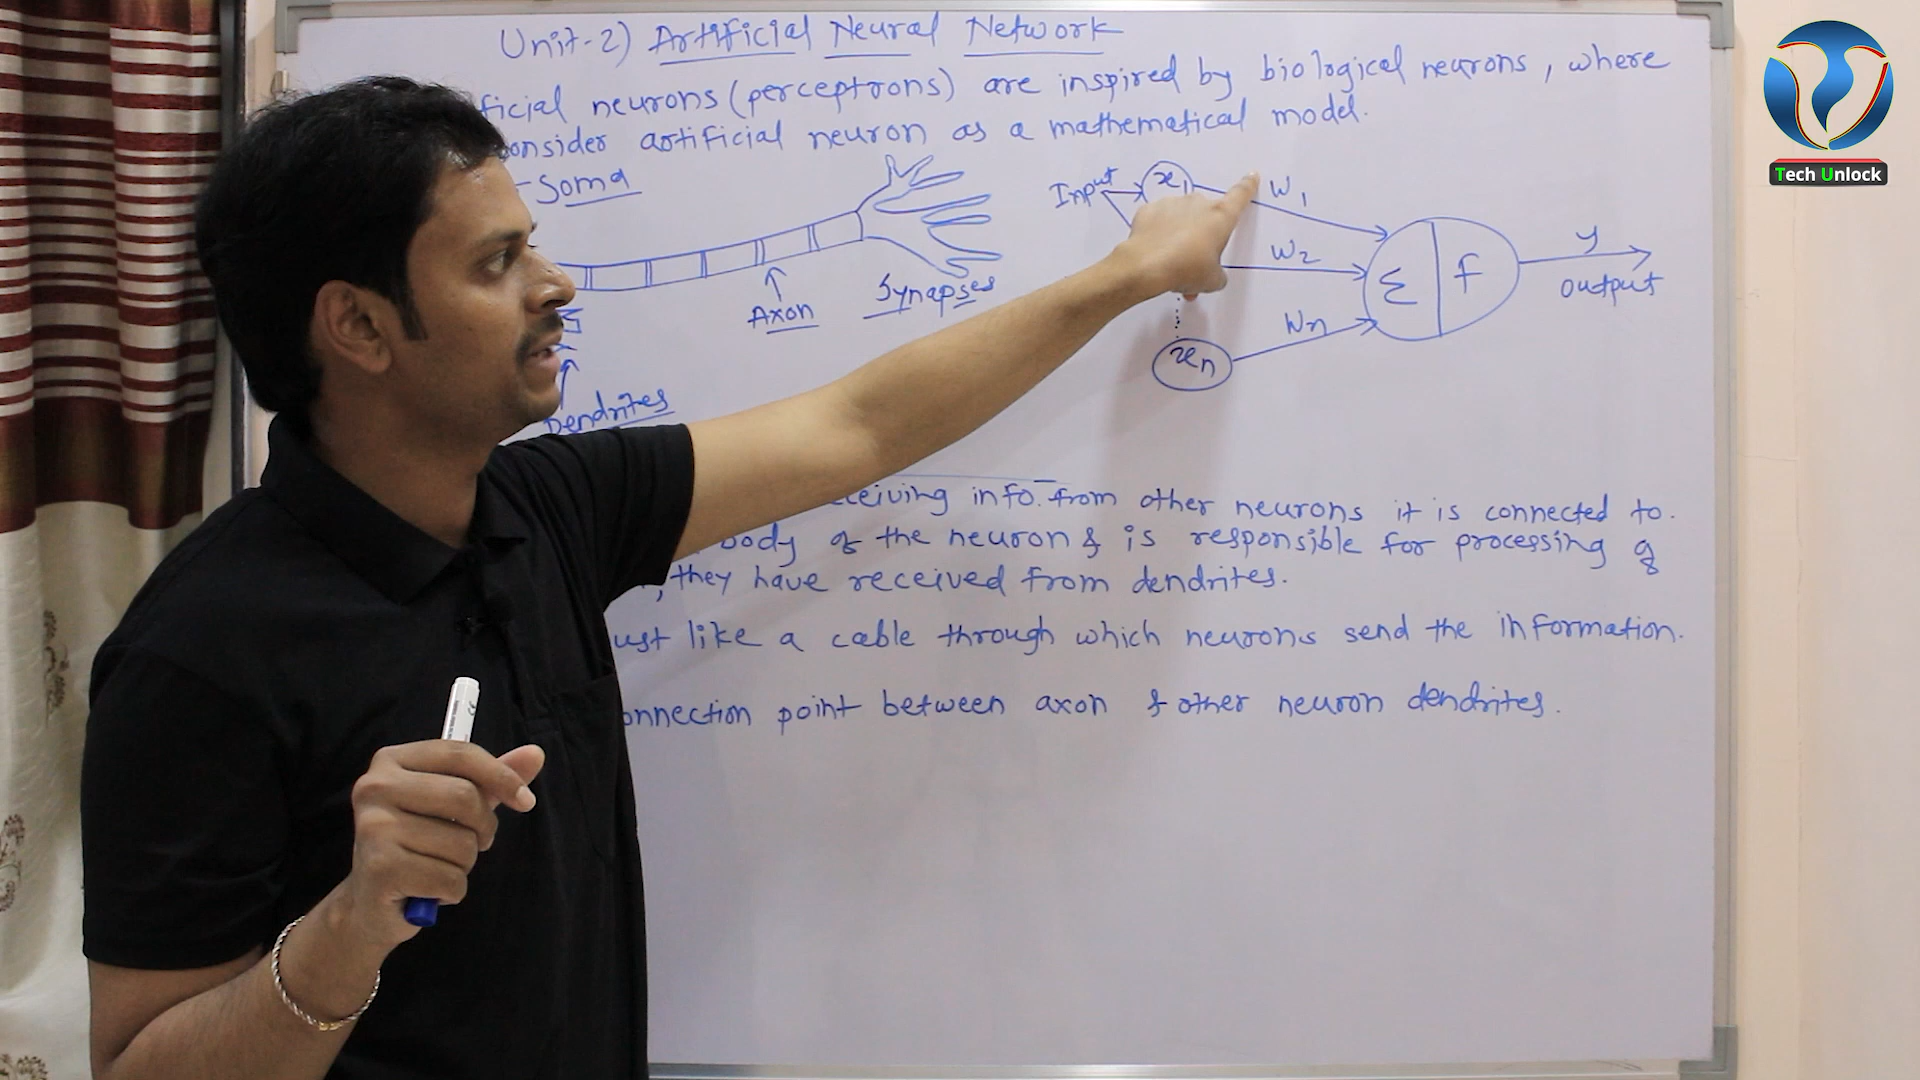 Unit-2) Artificial Neural Network
ficial neurons (perceptrons) are inspired by biological neurons, where
consider artificial neuron as a mathematical model.
Soma
Axon
Synapses
Dendrites
Input
x1
xn
W1
W2
Wn
Σ
f
y
output
ceiving info. from other neurons it is connected to.
body of the neuron & is responsible for processing of
, they have received from dendrites.
ust like a cable through which neurons send the information.
onnection point between axon & other neuron dendrites.
Tech Unlock